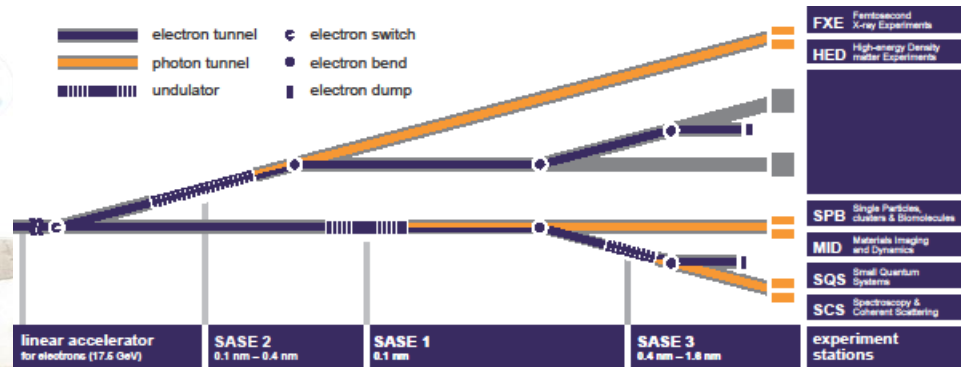 electron tunnel
electron switch
photon tunnel
electron bend
undulator
electron dump
FXE Femtosecond
X-ray Experiments
HED High-energy Density
matter Experiments
SPB Single Particles,
clusters & Biomolecules
MID Materials Imaging
and Dynamics
SQS Small Quantum
Systems
SCS Spectroscopy &
Coherent Scattering
linear accelerator
for electrons (17.5 GeV)
SASE 2
0.1 nm – 0.4 nm
SASE 1
0.1 nm
SASE 3
0.4 nm – 1.6 nm
experiment
stations